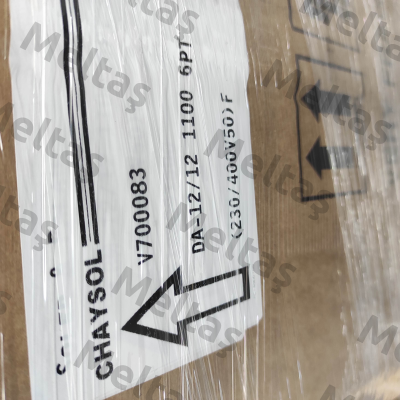 CHAYSOL
V700083
DA-12/12 1100 6PT
(230/400V50)F
Meltaş